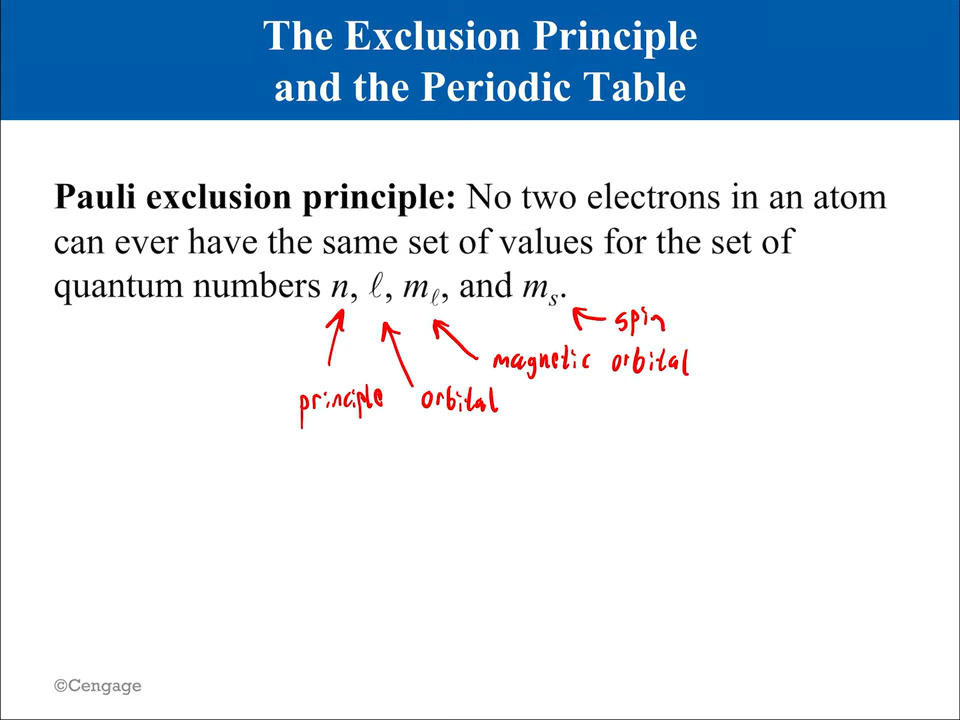 The Exclusion Principle
and the Periodic Table
Pauli exclusion principle: No two electrons in an atom
can ever have the same set of values for the set of
quantum numbers n, ℓ, mℓ, and ms.
spin
magnetic orbital
principle orbital
©Cengage